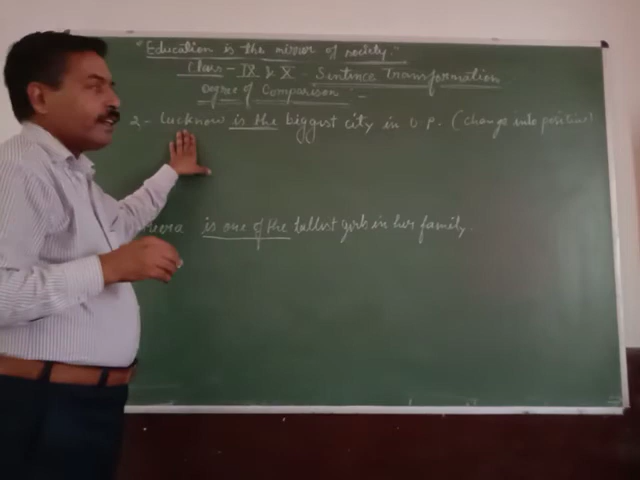 "Education is the mirror of society."
Class - IX & X - Sentence Transformation
Degree of Comparison -
2- Lucknow is the biggest city in U.P. (Change into positive)
is one of the tallest girls in her family.